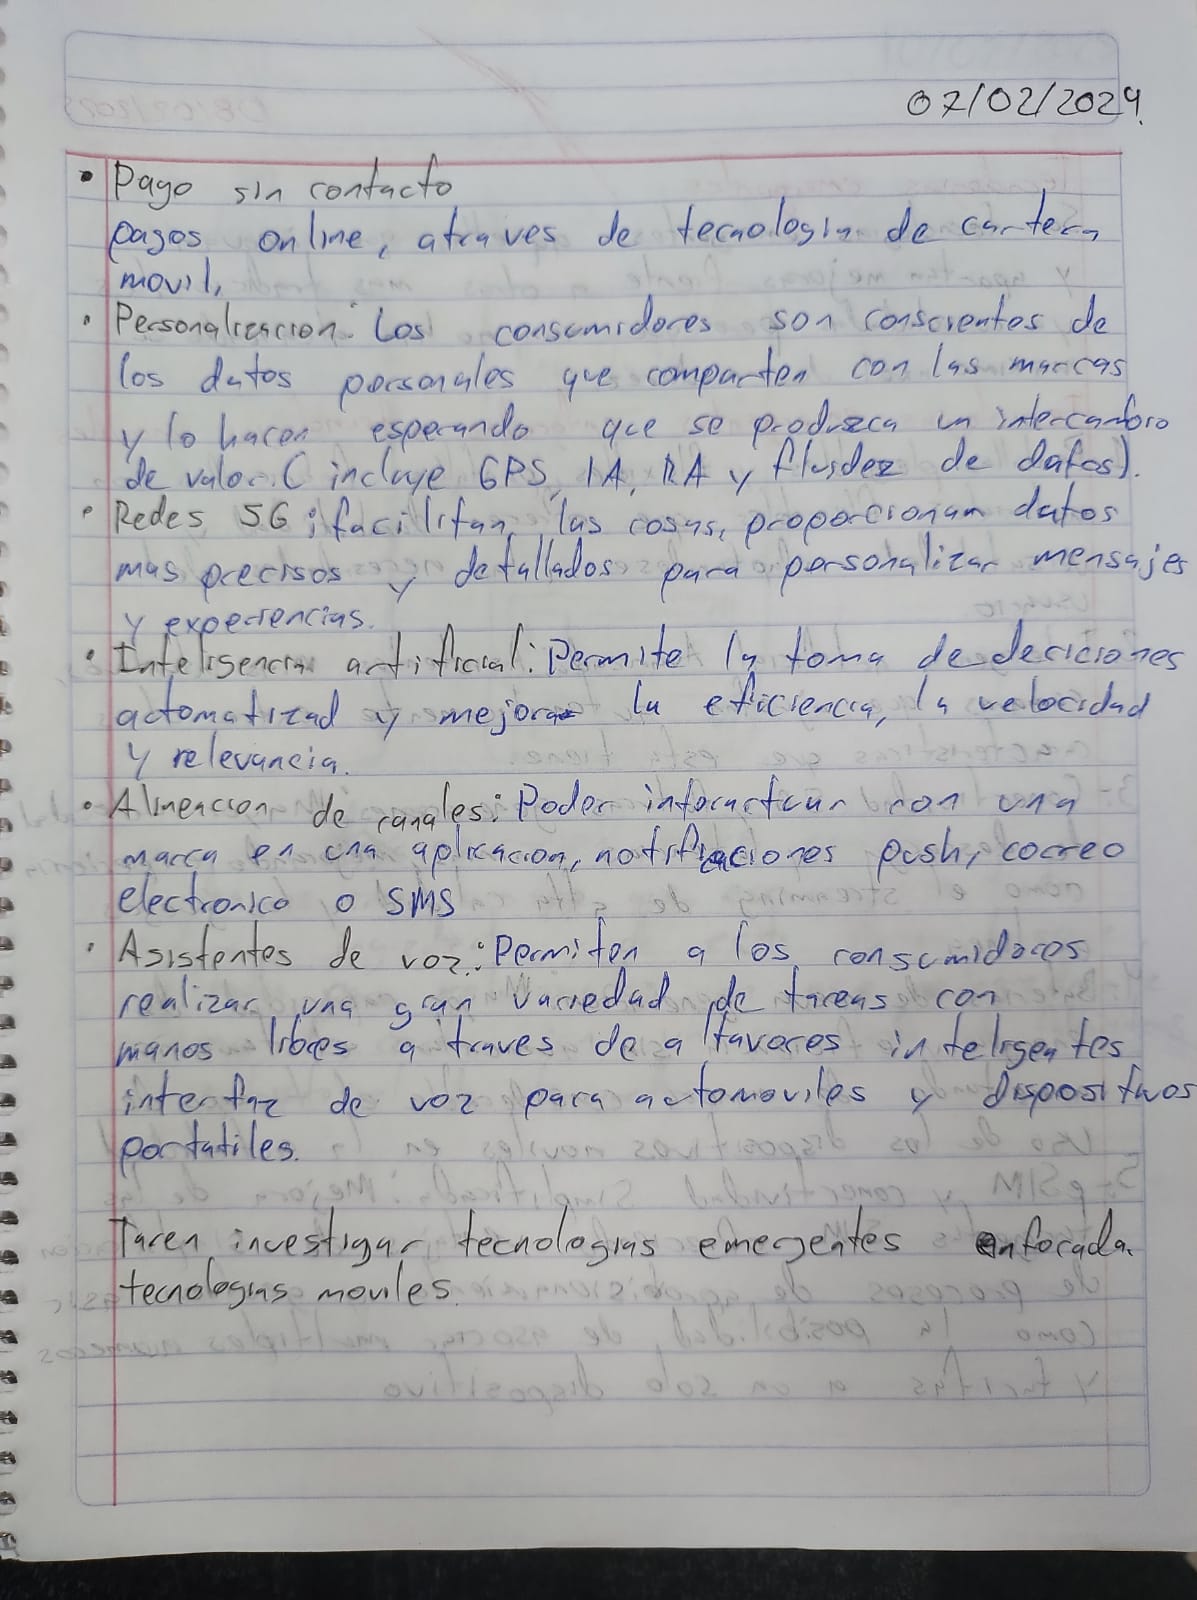 07/02/2024
• Pago sin contacto
pagos online, atraves de tecnologia de cartera
movil,
• Personalizacion: Los consumidores son conscientes de
los datos personales que comparten con las marcas
y lo hacen esperando que se produzca un intercambio
de valor. ( incluye GPS, IA, RA y fluidez de datos).
• Redes 5G ; facilitan las cosas, proporcionan datos
mas precisos y detallados para personalizar mensajes
y experiencias.
• Inteligencia artificial: Permite la toma de deciciones
automatizad y mejora la eficiencia, la velocidad
y relevancia.
• Alineacion de canales: Poder interactuar con una
marca en una aplicacion, notificaciones push, correo
electronico o SMS
• Asistentes de voz: Permiten a los consumidores
realizar una gran variedad de tareas con
manos libres a traves de altavoces inteligentes
interfaz de voz para automoviles y dispositivos
portatiles.
Tarea investigar tecnologias emergentes enfocada
tecnologias moviles.